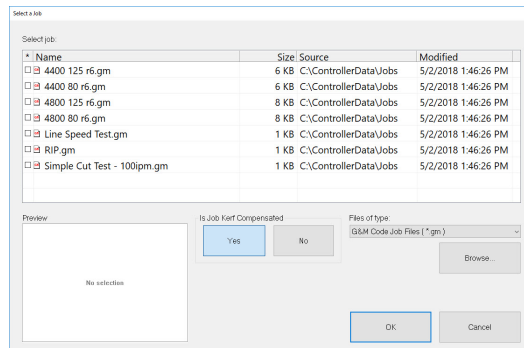 Select a Job
Select job:
* Name Size Source Modified
4400 125 r6.gm 6 KB C:\ControllerData\Jobs 5/2/2018 1:46:26 PM
4400 80 r6.gm 6 KB C:\ControllerData\Jobs 5/2/2018 1:46:26 PM
4800 125 r6.gm 8 KB C:\ControllerData\Jobs 5/2/2018 1:46:26 PM
4800 80 r6.gm 8 KB C:\ControllerData\Jobs 5/2/2018 1:46:26 PM
Line Speed Test.gm 1 KB C:\ControllerData\Jobs 5/2/2018 1:46:26 PM
RIP.gm 1 KB C:\ControllerData\Jobs 5/2/2018 1:46:26 PM
Simple Cut Test - 100ipm.gm 1 KB C:\ControllerData\Jobs 5/2/2018 1:46:26 PM
Preview Is Job Kerf Compensated Files of type:
Yes No G&M Code Job Files ( *.gm )
Browse...
No selection
OK Cancel